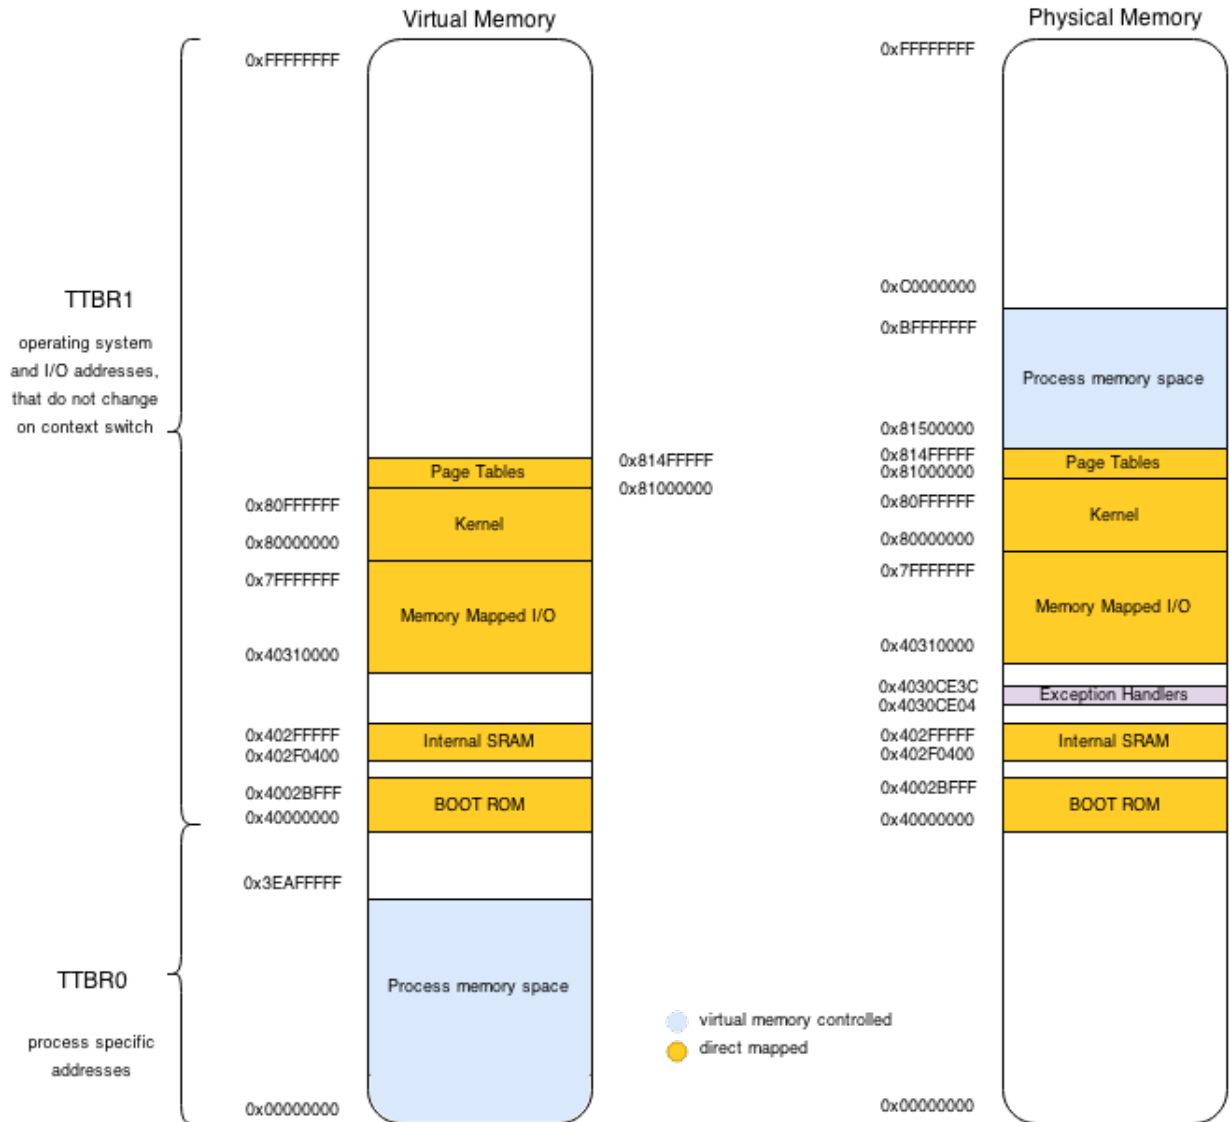 Virtual Memory
Physical Memory
0xFFFFFFFF
0xFFFFFFFF
TTBR1
operating system
and I/O addresses,
that do not change
on context switch
0xC0000000
0xBFFFFFFF
Process memory space
0x81500000
Page Tables
0x814FFFFF
0x81000000
0x814FFFFF
0x81000000
Page Tables
0x80FFFFFF
Kernel
0x80000000
0x80FFFFFF
Kernel
0x80000000
0x7FFFFFFF
Memory Mapped I/O
0x40310000
0x7FFFFFFF
Memory Mapped I/O
0x40310000
0x4030CE3C
Exception Handlers
0x4030CE04
0x402FFFFF
Internal SRAM
0x402F0400
0x402FFFFF
Internal SRAM
0x402F0400
0x4002BFFF
BOOT ROM
0x40000000
0x4002BFFF
BOOT ROM
0x40000000
0x3EAFFFFF
TTBR0
process specific
addresses
Process memory space
virtual memory controlled
direct mapped
0x00000000
0x00000000